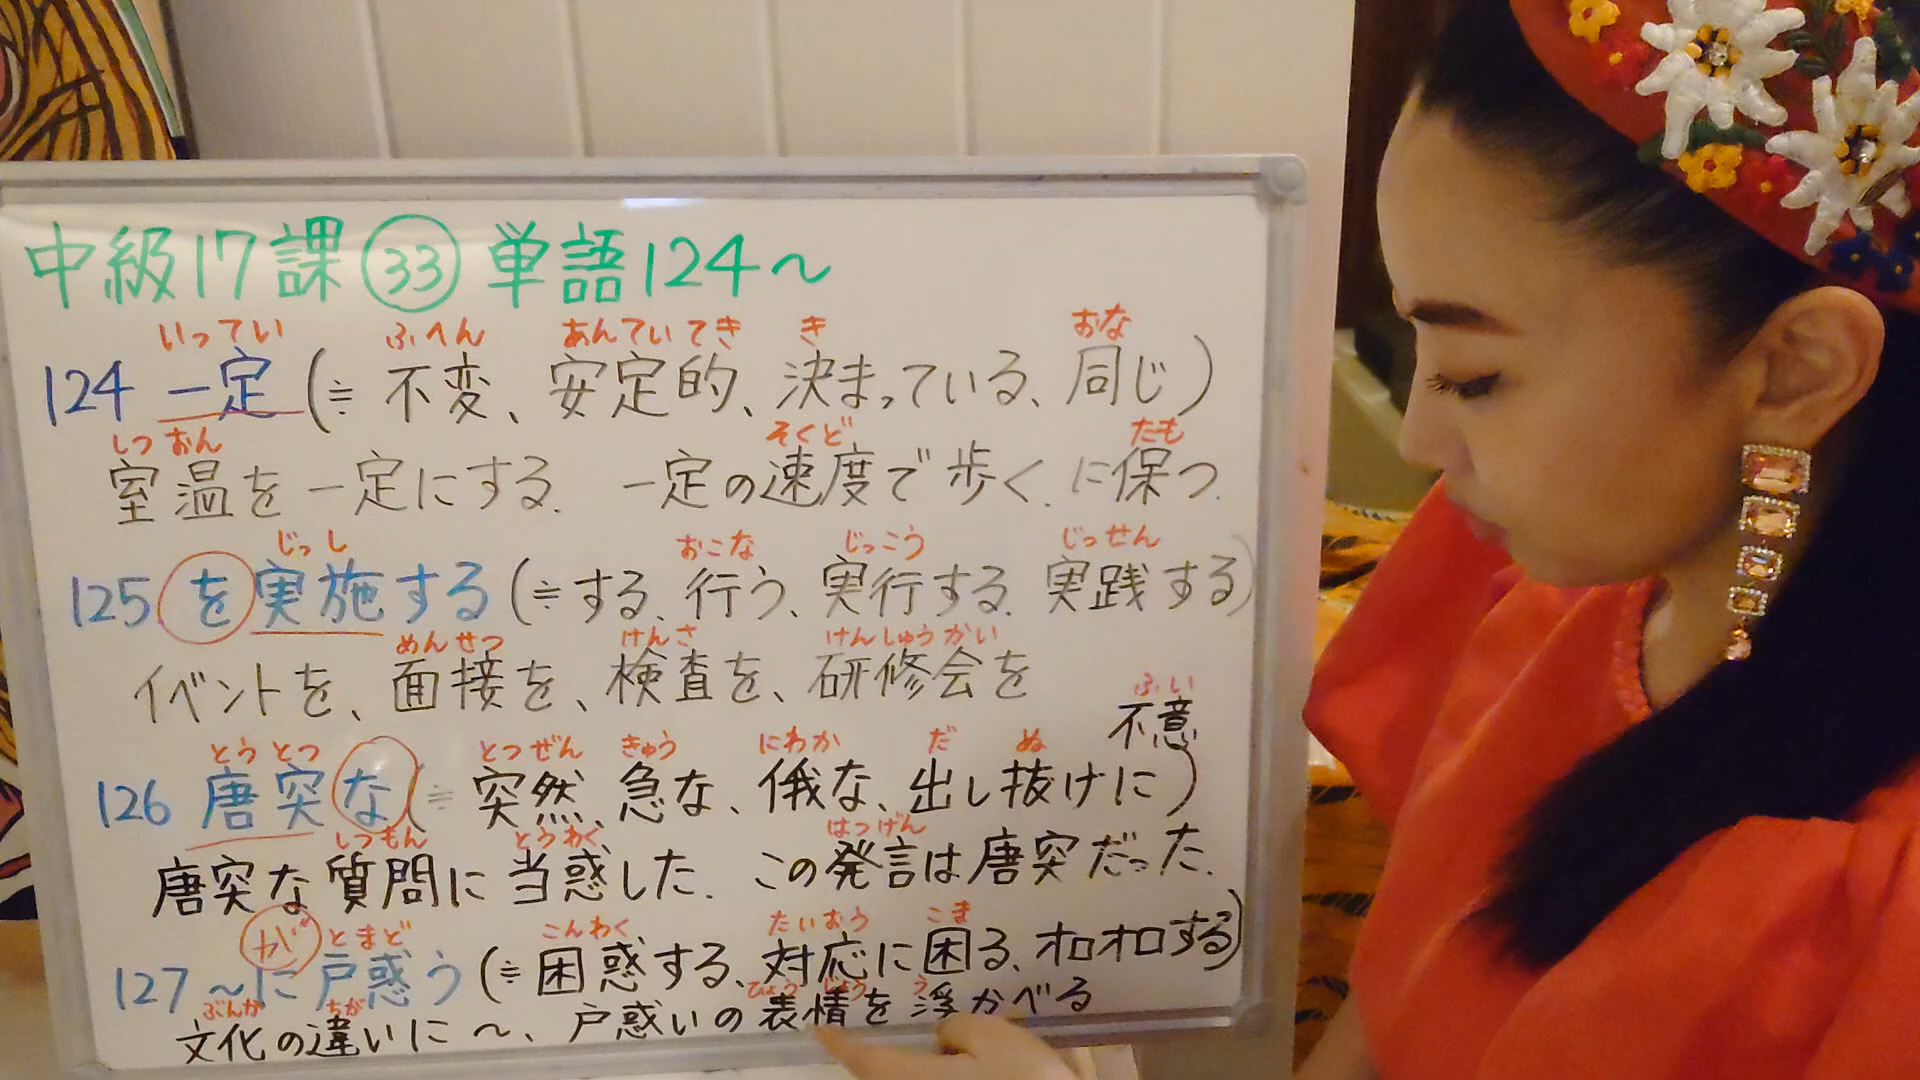 中級17課㉝単語124～
いってい ふへん あんていてき き おな
124 一定(≒不変、安定的、決まっている、同じ)
しつおん そくど たも
室温を一定にする. 一定の速度で歩く. に保つ.
じっし おこな じっこう じっせん
125 を実施する(≒する、行う、実行する、実践する)
めんせつ けんさ けんしゅうかい
イベントを、面接を、検査を、研修会を
ふい
不意
とうとつ とつぜん きゅう にわか だ ぬ
126 唐突な(≒突然、急な、俄な、出し抜けに)
しつもん とうわく はつげん
唐突な質問に当惑した. この発言は唐突だった.
が とまど こんわく たいおう こま
127 ～に戸惑う(≒困惑する、対応に困る、オロオロする)
ぶんか ちが ひょうじょう う
文化の違いに～、戸惑いの表情を浮かべる